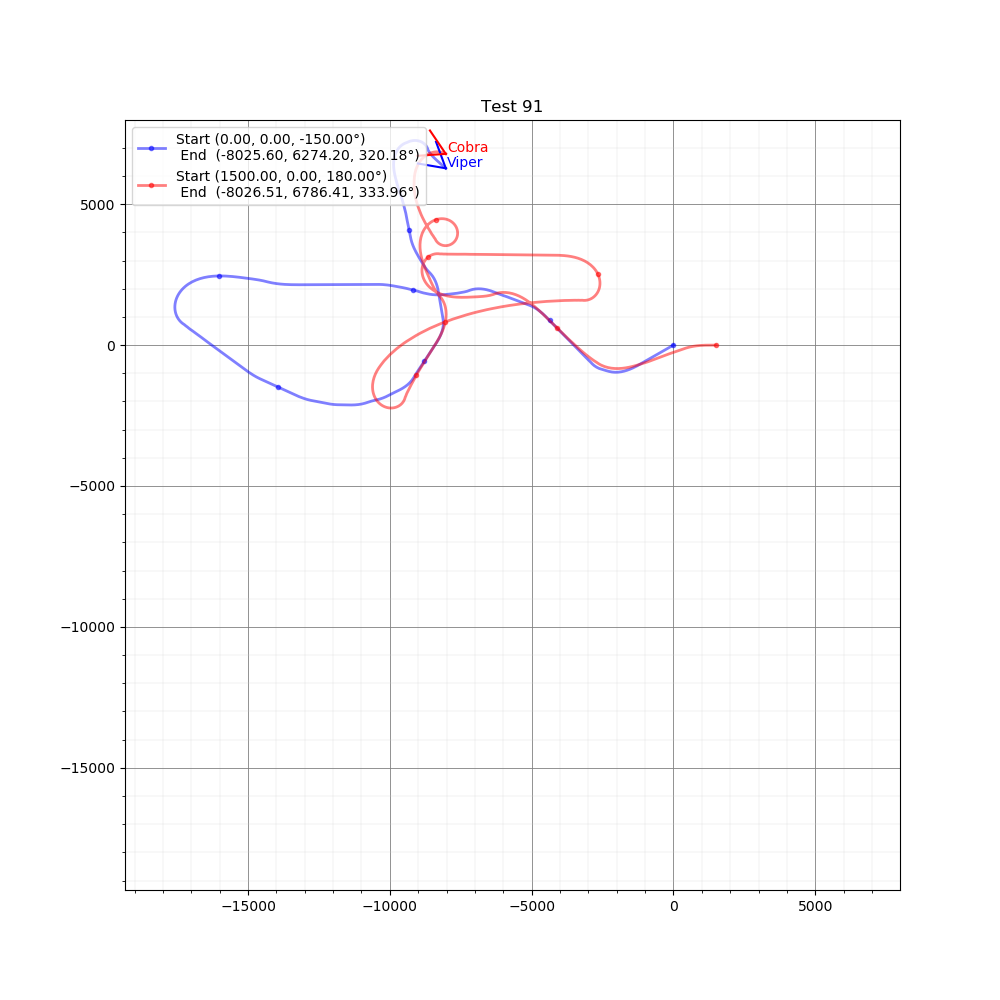 Test 91
Start (0.00, 0.00, -150.00°)
End (-8025.60, 6274.20, 320.18°)
Start (1500.00, 0.00, 180.00°)
End (-8026.51, 6786.41, 333.96°)
Cobra
Viper
5000
0
−5000
−10000
−15000
−15000 −10000 −5000 0 5000